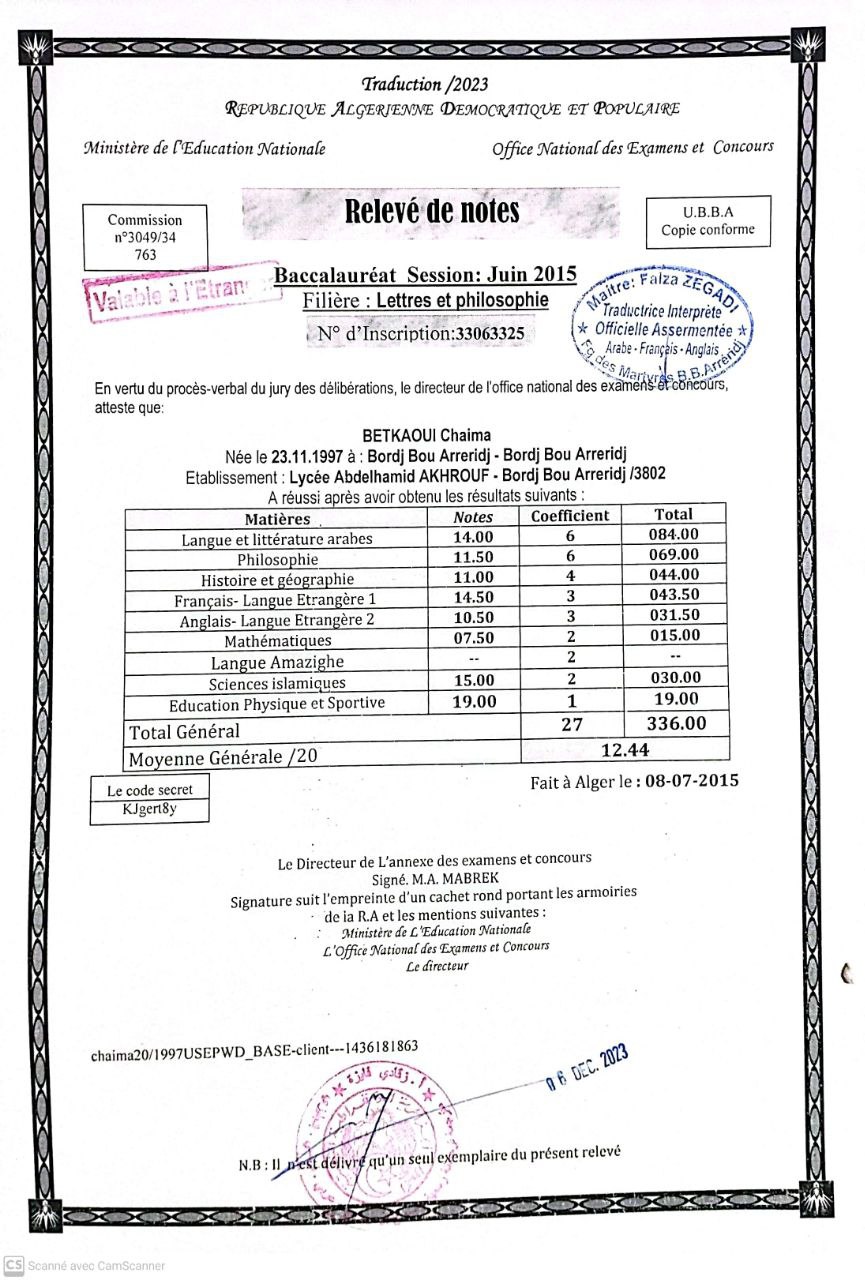 Traduction /2023
REPUBLIQUE ALGERIENNE DEMOCRATIQUE ET POPULAIRE
Ministère de l'Education Nationale Office National des Examens et Concours
Relevé de notes
Commission
n°3049/34
763
U.B.B.A
Copie conforme
Valable à l'Etran
Baccalauréat Session: Juin 2015
Filière : Lettres et philosophie
N° d'Inscription:33063325
Maître: Faiza ZEGADI
Traductrice Interprète
Officielle Assermentée
Arabe - Français - Anglais
Fg des Martyrs B.B.Arréridj
En vertu du procès-verbal du jury des délibérations, le directeur de l'office national des examens et concours,
atteste que:
BETKAOUI Chaima
Née le 23.11.1997 à : Bordj Bou Arreridj - Bordj Bou Arreridj
Etablissement : Lycée Abdelhamid AKHROUF - Bordj Bou Arreridj /3802
A réussi après avoir obtenu les résultats suivants :
Matières Notes Coefficient Total
Langue et littérature arabes 14.00 6 084.00
Philosophie 11.50 6 069.00
Histoire et géographie 11.00 4 044.00
Français- Langue Etrangère 1 14.50 3 043.50
Anglais- Langue Etrangère 2 10.50 3 031.50
Mathématiques 07.50 2 015.00
Langue Amazighe -- 2 --
Sciences islamiques 15.00 2 030.00
Education Physique et Sportive 19.00 1 19.00
Total Général 27 336.00
Moyenne Générale /20 12.44
Le code secret
KJgert8y
Fait à Alger le : 08-07-2015
Le Directeur de L'annexe des examens et concours
Signé. M.A. MABREK
Signature suit l'empreinte d'un cachet rond portant les armoiries
de la R.A et les mentions suivantes :
Ministère de L'Education Nationale
L'Office National des Examens et Concours
Le directeur
chaima20/1997USEPWD_BASE-client---1436181863
06 DEC. 2023
أ. زقادي فائزة
N.B : Il n'est délivré qu'un seul exemplaire du présent relevé
CS Scanné avec CamScanner